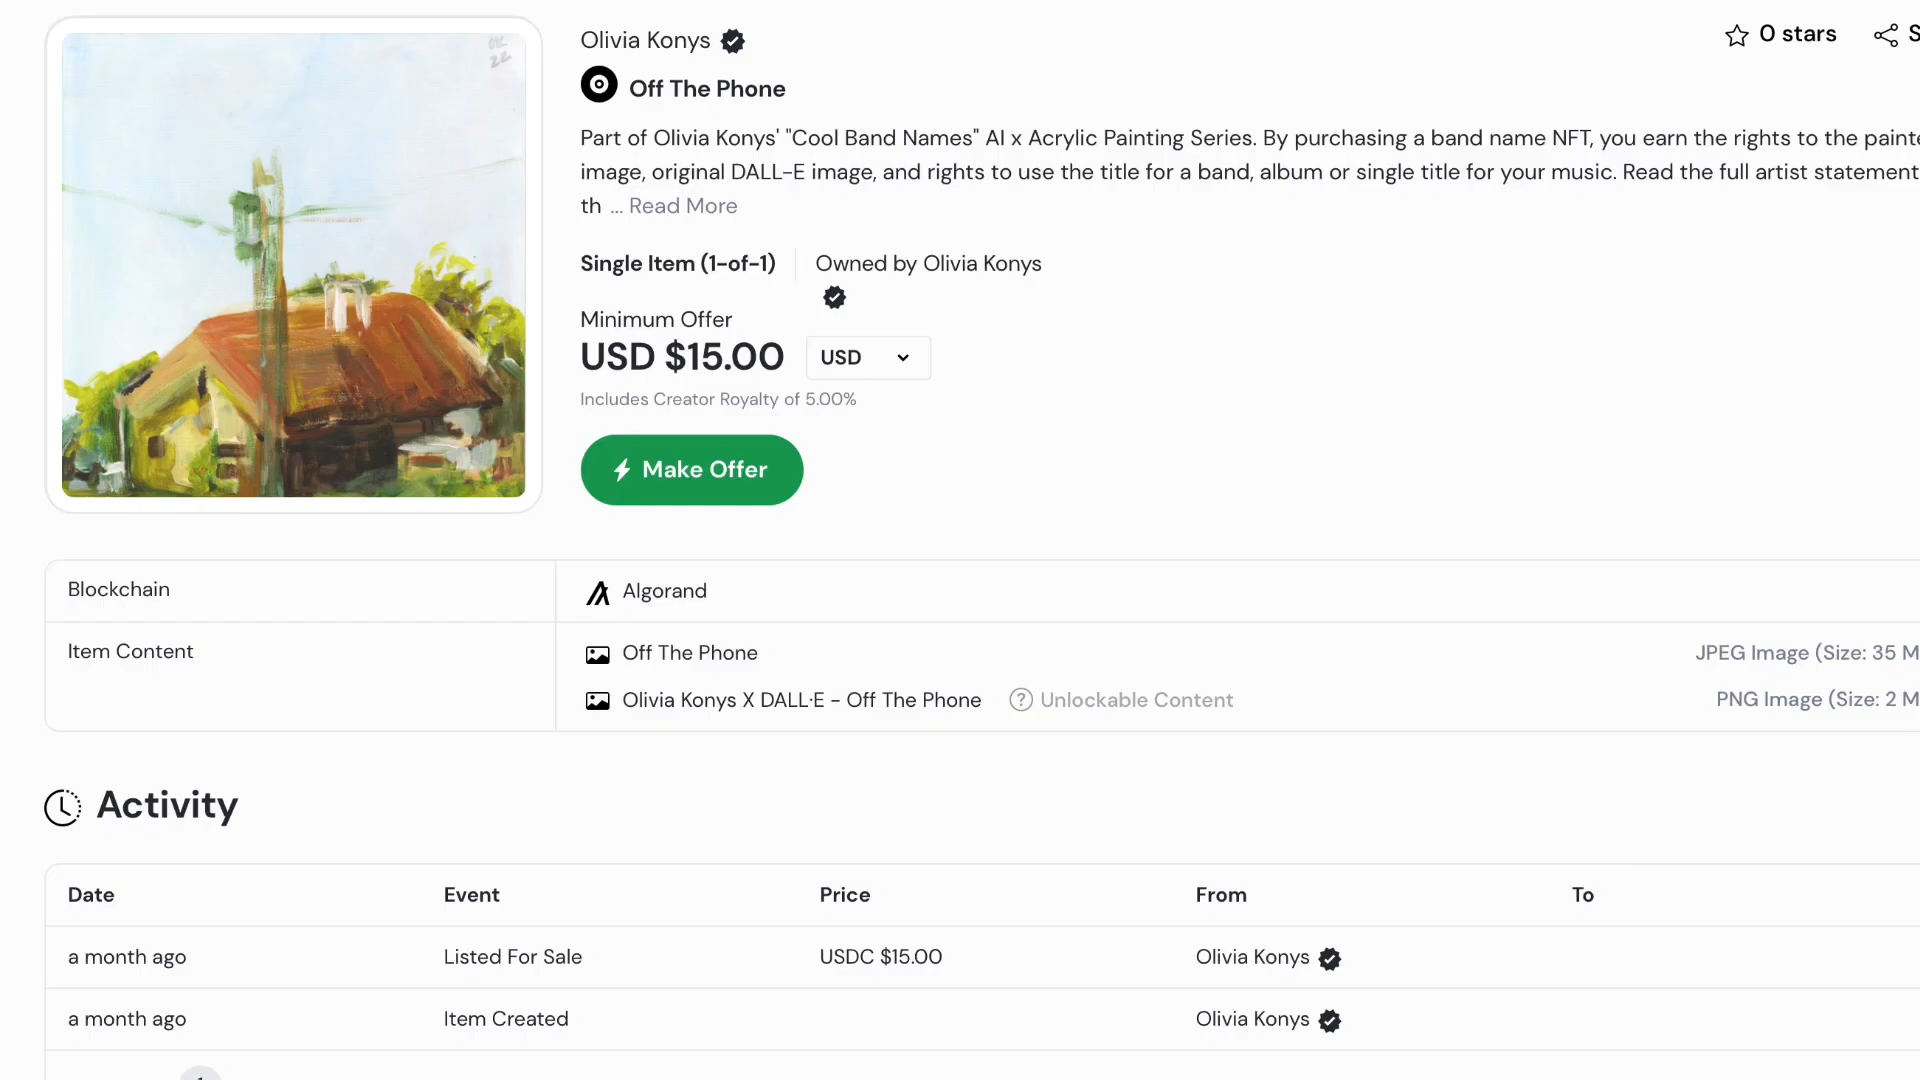 OK
22
Olivia Konys
0 stars
Off The Phone
Part of Olivia Konys' "Cool Band Names" AI x Acrylic Painting Series. By purchasing a band name NFT, you earn the rights to the painte
image, original DALL-E image, and rights to use the title for a band, album or single title for your music. Read the full artist statement
th ... Read More
Single Item (1-of-1)
Owned by Olivia Konys
Minimum Offer
USD $15.00
USD
Includes Creator Royalty of 5.00%
Make Offer
Blockchain
Algorand
Item Content
Off The Phone
JPEG Image (Size: 35 M
Olivia Konys X DALL·E - Off The Phone
? Unlockable Content
PNG Image (Size: 2 M
Activity
Date Event Price From To
a month ago Listed For Sale USDC $15.00 Olivia Konys
a month ago Item Created Olivia Konys